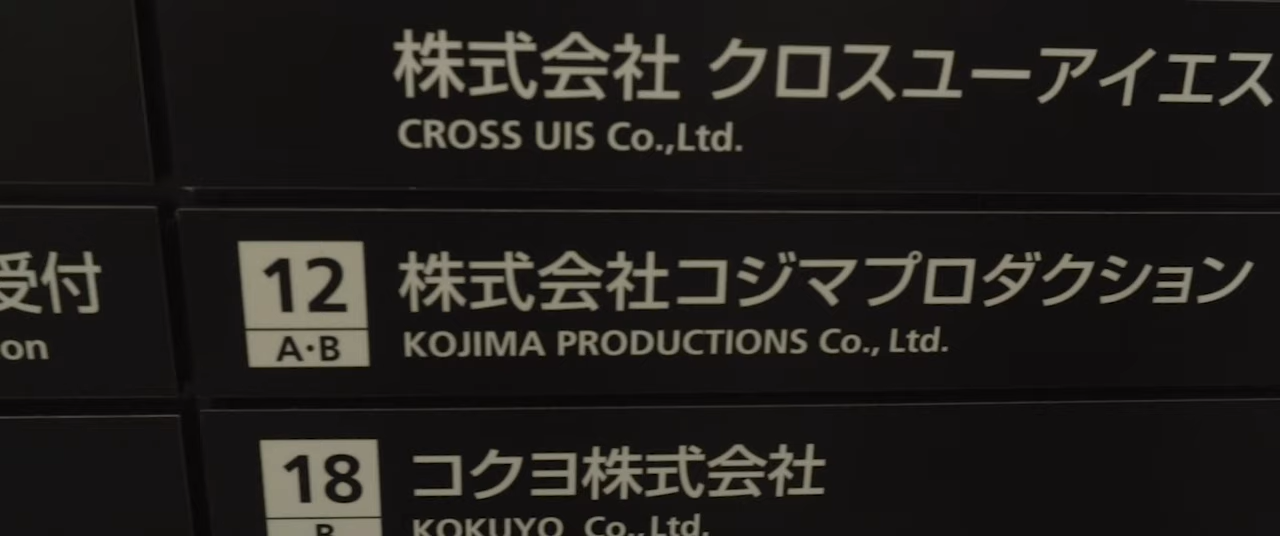 株式会社 クロスユーアイエス
CROSS UIS Co.,Ltd.
受付
on
12
A・B
株式会社コジマプロダクション
KOJIMA PRODUCTIONS Co., Ltd.
18
B
コクヨ株式会社
KOKUYO Co.,Ltd.